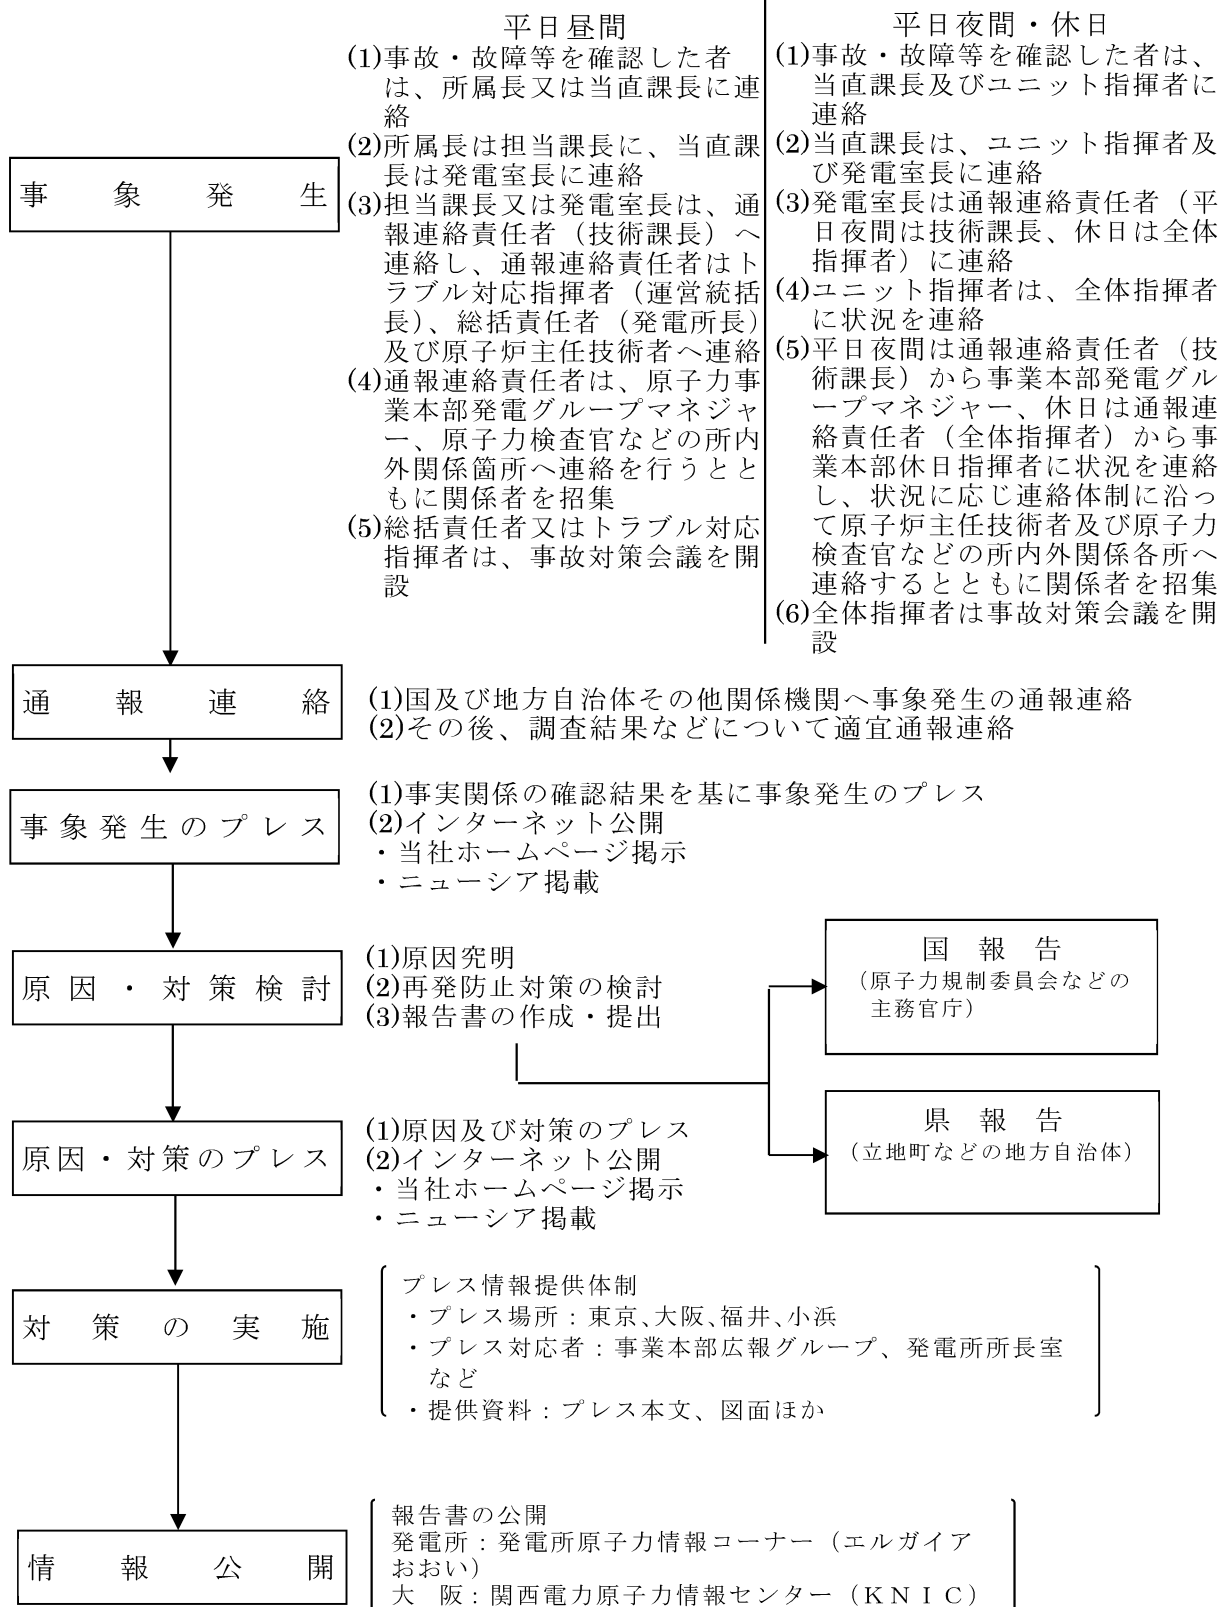 平日昼間
(1)事故・故障等を確認した者
は、所属長又は当直課長に連
絡
(2)所属長は担当課長に、当直課
長は発電室長に連絡
(3)担当課長又は発電室長は、通
報連絡責任者（技術課長）へ
連絡し、通報連絡責任者はト
ラブル対応指揮者（運営統括
長）、総括責任者（発電所長）
及び原子炉主任技術者へ連絡
(4)通報連絡責任者は、原子力事
業本部発電グループマネジャ
ー、原子力検査官などの所内
外関係箇所へ連絡を行うとと
もに関係者を招集
(5)総括責任者又はトラブル対応
指揮者は、事故対策会議を開
設
平日夜間・休日
(1)事故・故障等を確認した者は、
当直課長及びユニット指揮者に
連絡
(2)当直課長は、ユニット指揮者及
び発電室長に連絡
(3)発電室長は通報連絡責任者（平
日夜間は技術課長、休日は全体
指揮者）に連絡
(4)ユニット指揮者は、全体指揮者
に状況を連絡
(5)平日夜間は通報連絡責任者（技
術課長）から事業本部発電グル
ープマネジャー、休日は通報連
絡責任者（全体指揮者）から事
業本部休日指揮者に状況を連絡
し、状況に応じ連絡体制に沿っ
て原子炉主任技術者及び原子力
検査官などの所内外関係各所へ
連絡するとともに関係者を招集
(6)全体指揮者は事故対策会議を開
設
事象発生
通報連絡
(1)国及び地方自治体その他関係機関へ事象発生の通報連絡
(2)その後、調査結果などについて適宜通報連絡
事象発生のプレス
(1)事実関係の確認結果を基に事象発生のプレス
(2)インターネット公開
・当社ホームページ掲示
・ニューシア掲載
原因・対策検討
(1)原因究明
(2)再発防止対策の検討
(3)報告書の作成・提出
国報告
（原子力規制委員会などの
主務官庁）
県報告
（立地町などの地方自治体）
原因・対策のプレス
(1)原因及び対策のプレス
(2)インターネット公開
・当社ホームページ掲示
・ニューシア掲載
対策の実施
プレス情報提供体制
・プレス場所：東京、大阪、福井、小浜
・プレス対応者：事業本部広報グループ、発電所所長室
など
・提供資料：プレス本文、図面ほか
情報公開
報告書の公開
発電所：発電所原子力情報コーナー（エルガイア
おおい）
大　阪：関西電力原子力情報センター（ＫＮＩＣ）